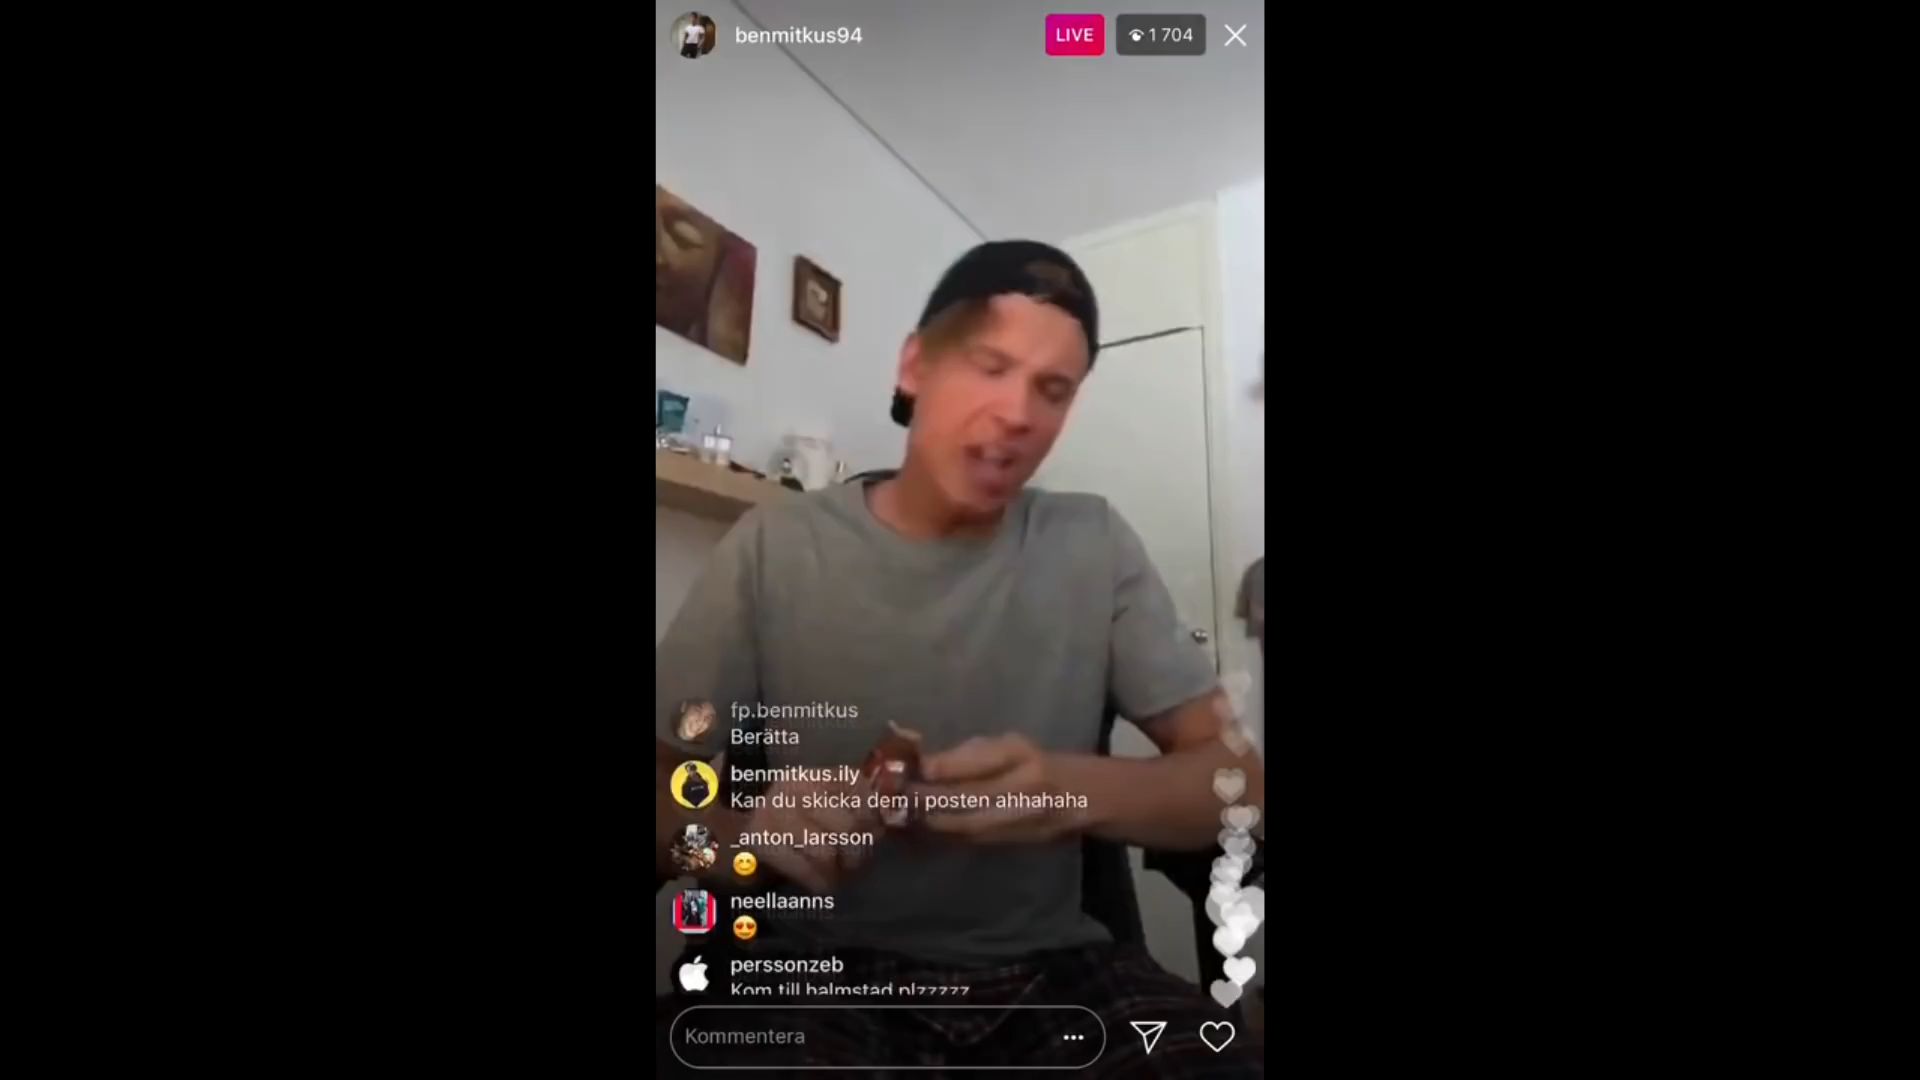 benmitkus94
LIVE
1 704
fp.benmitkus
Berätta
benmitkus.ily
Kan du skicka dem i posten ahhahaha
_anton_larsson
😊
neellaanns
😍
perssonzeb
Kom till halmstad plzzzzz
Kommentera